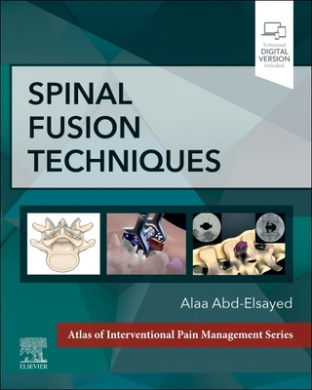 Enhanced
DIGITAL
VERSION
Included
SPINAL
FUSION
TECHNIQUES
Alaa Abd-Elsayed
Atlas of Interventional Pain Management Series
ELSEVIER